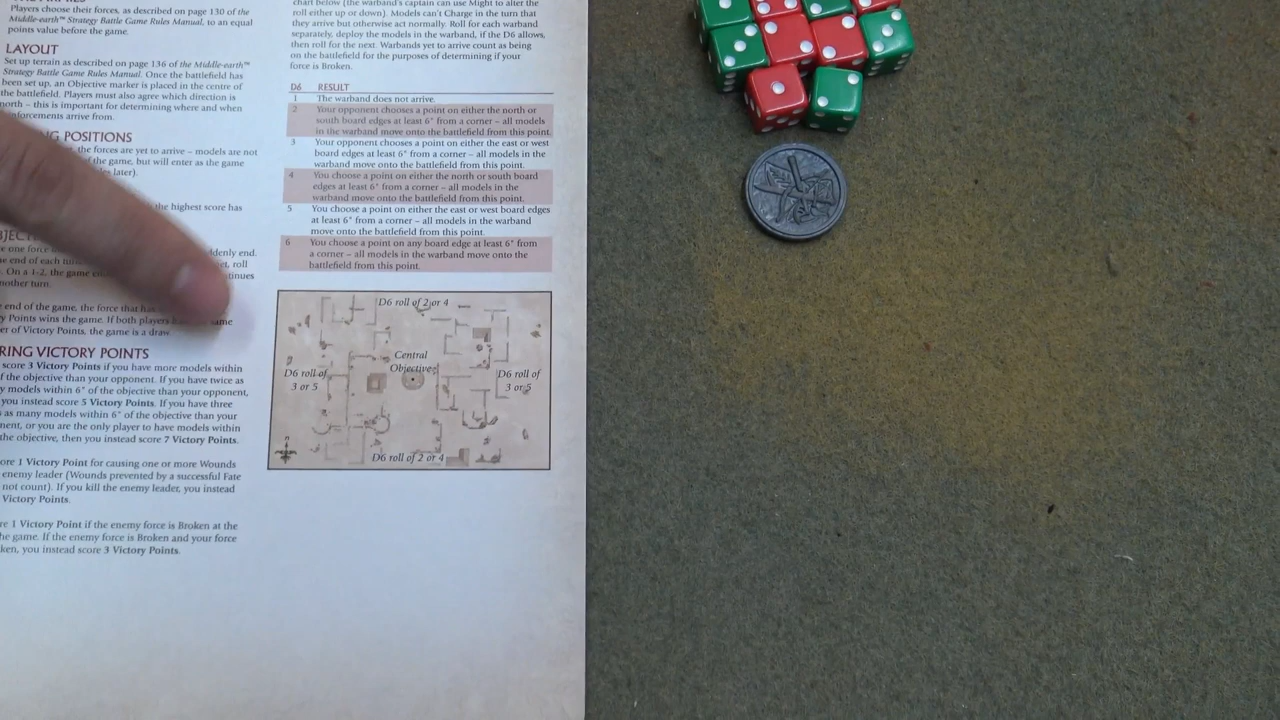 Players choose their forces, as described on page 130 of the
Middle-earth™ Strategy Battle Game Rules Manual, to an equal
points value before the game.
LAYOUT
Set up terrain as described on page 136 of the Middle-earth™
Strategy Battle Game Rules Manual. Once the battlefield has
been set up, an Objective marker is placed in the centre of
the battlefield. Players must also agree which direction is
north – this is important for determining where and when
arrive from.
POSITIONS
the forces are yet to arrive – models are not
of the game, but will enter as the game
later).
the highest score has
one force
suddenly end.
end of each
roll
On a 1-2, the game
another turn.
end of the game, the force that has
Points wins the game. If both players same
of Victory Points, the game is a draw.
RING VICTORY POINTS
score 3 Victory Points if you have more models within
f the objective than your opponent. If you have twice as
y models within 6" of the objective than your opponent,
you instead score 5 Victory Points. If you have three
as many models within 6" of the objective than your
nent, or you are the only player to have models within
the objective, then you instead score 7 Victory Points.
ore 1 Victory Point for causing one or more Wounds
enemy leader (Wounds prevented by a successful Fate
not count). If you kill the enemy leader, you instead
Victory Points.
re 1 Victory Point if the enemy force is Broken at the
he game. If the enemy force is Broken and your force
ken, you instead score 3 Victory Points.
chart below (the warband's captain can use Might to alter the
roll either up or down). Models can't Charge in the turn that
they arrive but otherwise act normally. Roll for each warband
separately, deploy the models in the warband, if the D6 allows,
then roll for the next. Warbands yet to arrive count as being
on the battlefield for the purposes of determining if your
force is Broken.
D6 RESULT
1 The warband does not arrive.
2 Your opponent chooses a point on either the north or
south board edges at least 6" from a corner – all models
in the warband move onto the battlefield from this point.
3 Your opponent chooses a point on either the east or west
board edges at least 6" from a corner – all models in the
warband move onto the battlefield from this point.
4 You choose a point on either the north or south board
edges at least 6" from a corner – all models in the
warband move onto the battlefield from this point.
5 You choose a point on either the east or west board edges
at least 6" from a corner – all models in the warband
move onto the battlefield from this point.
6 You choose a point on any board edge at least 6" from
a corner – all models in the warband move onto the
battlefield from this point.
D6 roll of 2 or 4
Central
Objective
D6 roll of
3 or 5
D6 roll of
3 or 5
D6 roll of 2 or 4